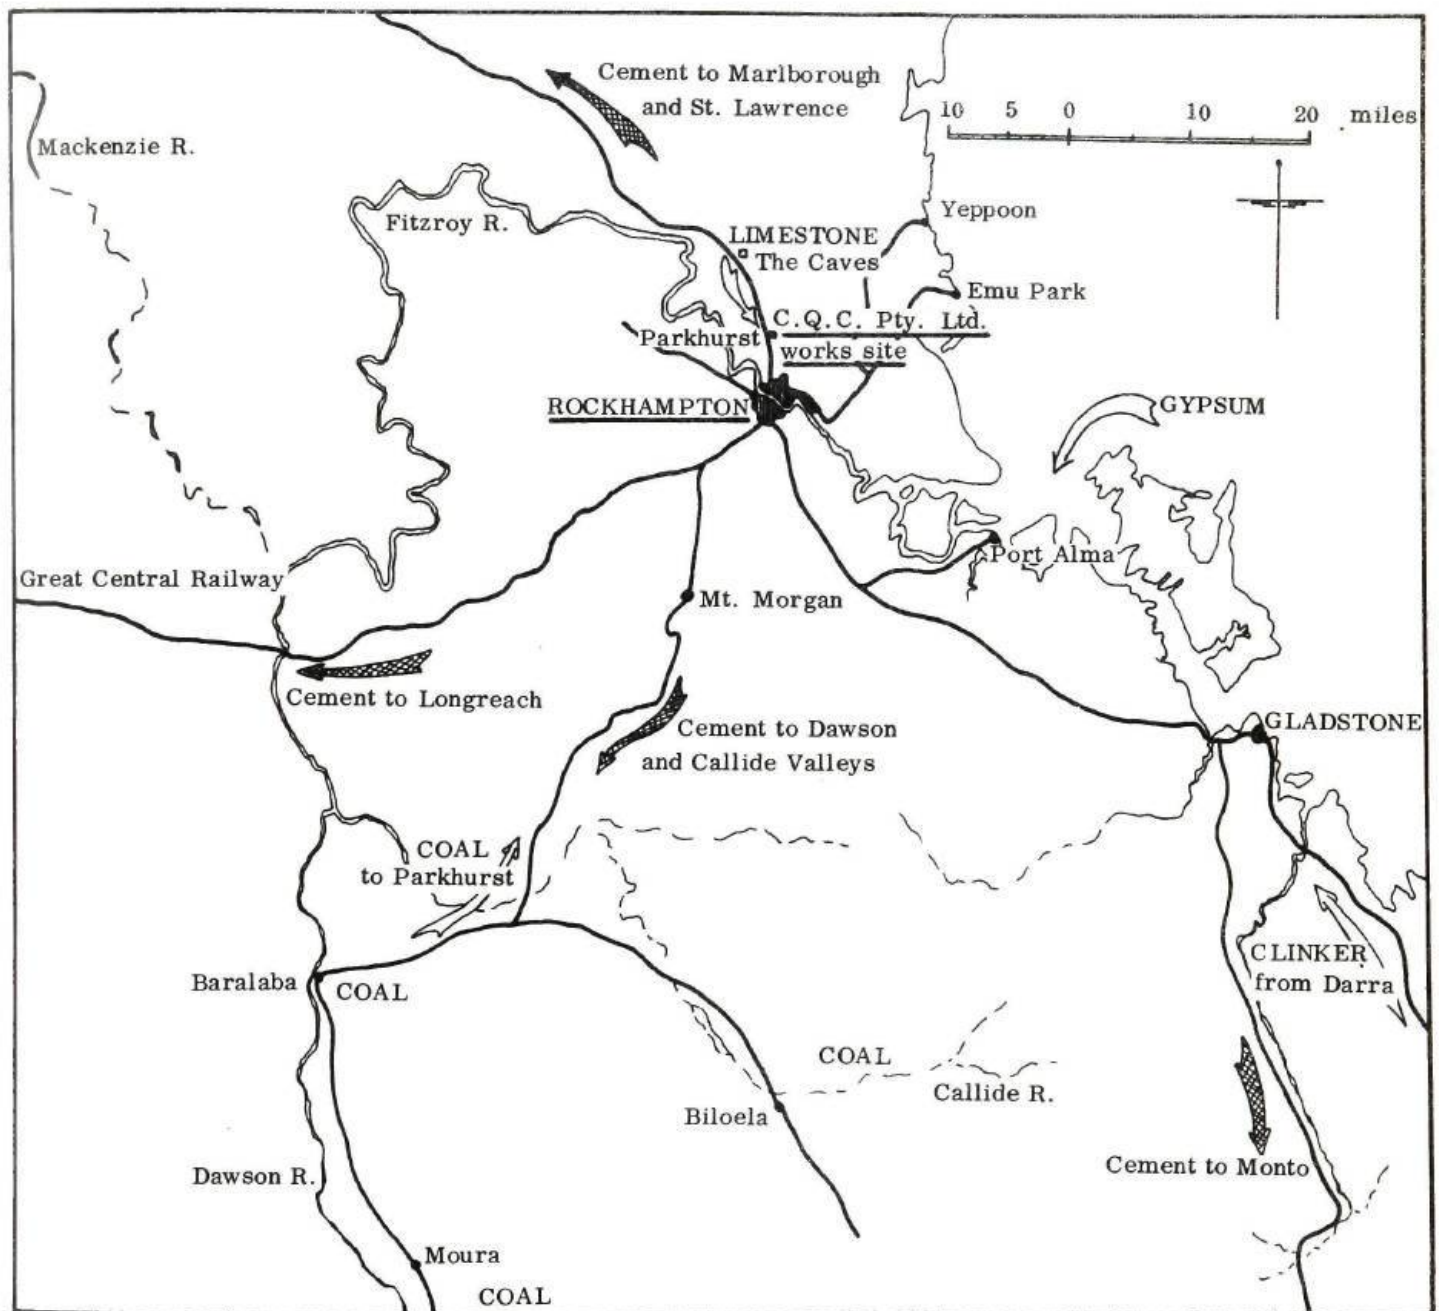 Cement to Marlborough
and St. Lawrence
10 5 0 10 20 miles
Mackenzie R.
Fitzroy R.
Yeppoon
LIMESTONE
The Caves
Emu Park
C.Q.C. Pty. Ltd.
works site
Parkhurst
ROCKHAMPTON
GYPSUM
Port Alma
Great Central Railway
Mt. Morgan
Cement to Longreach
Cement to Dawson
and Callide Valleys
GLADSTONE
COAL
to Parkhurst
CLINKER
from Darra
Baralaba
COAL
COAL
Callide R.
Biloela
Cement to Monto
Dawson R.
Moura
COAL